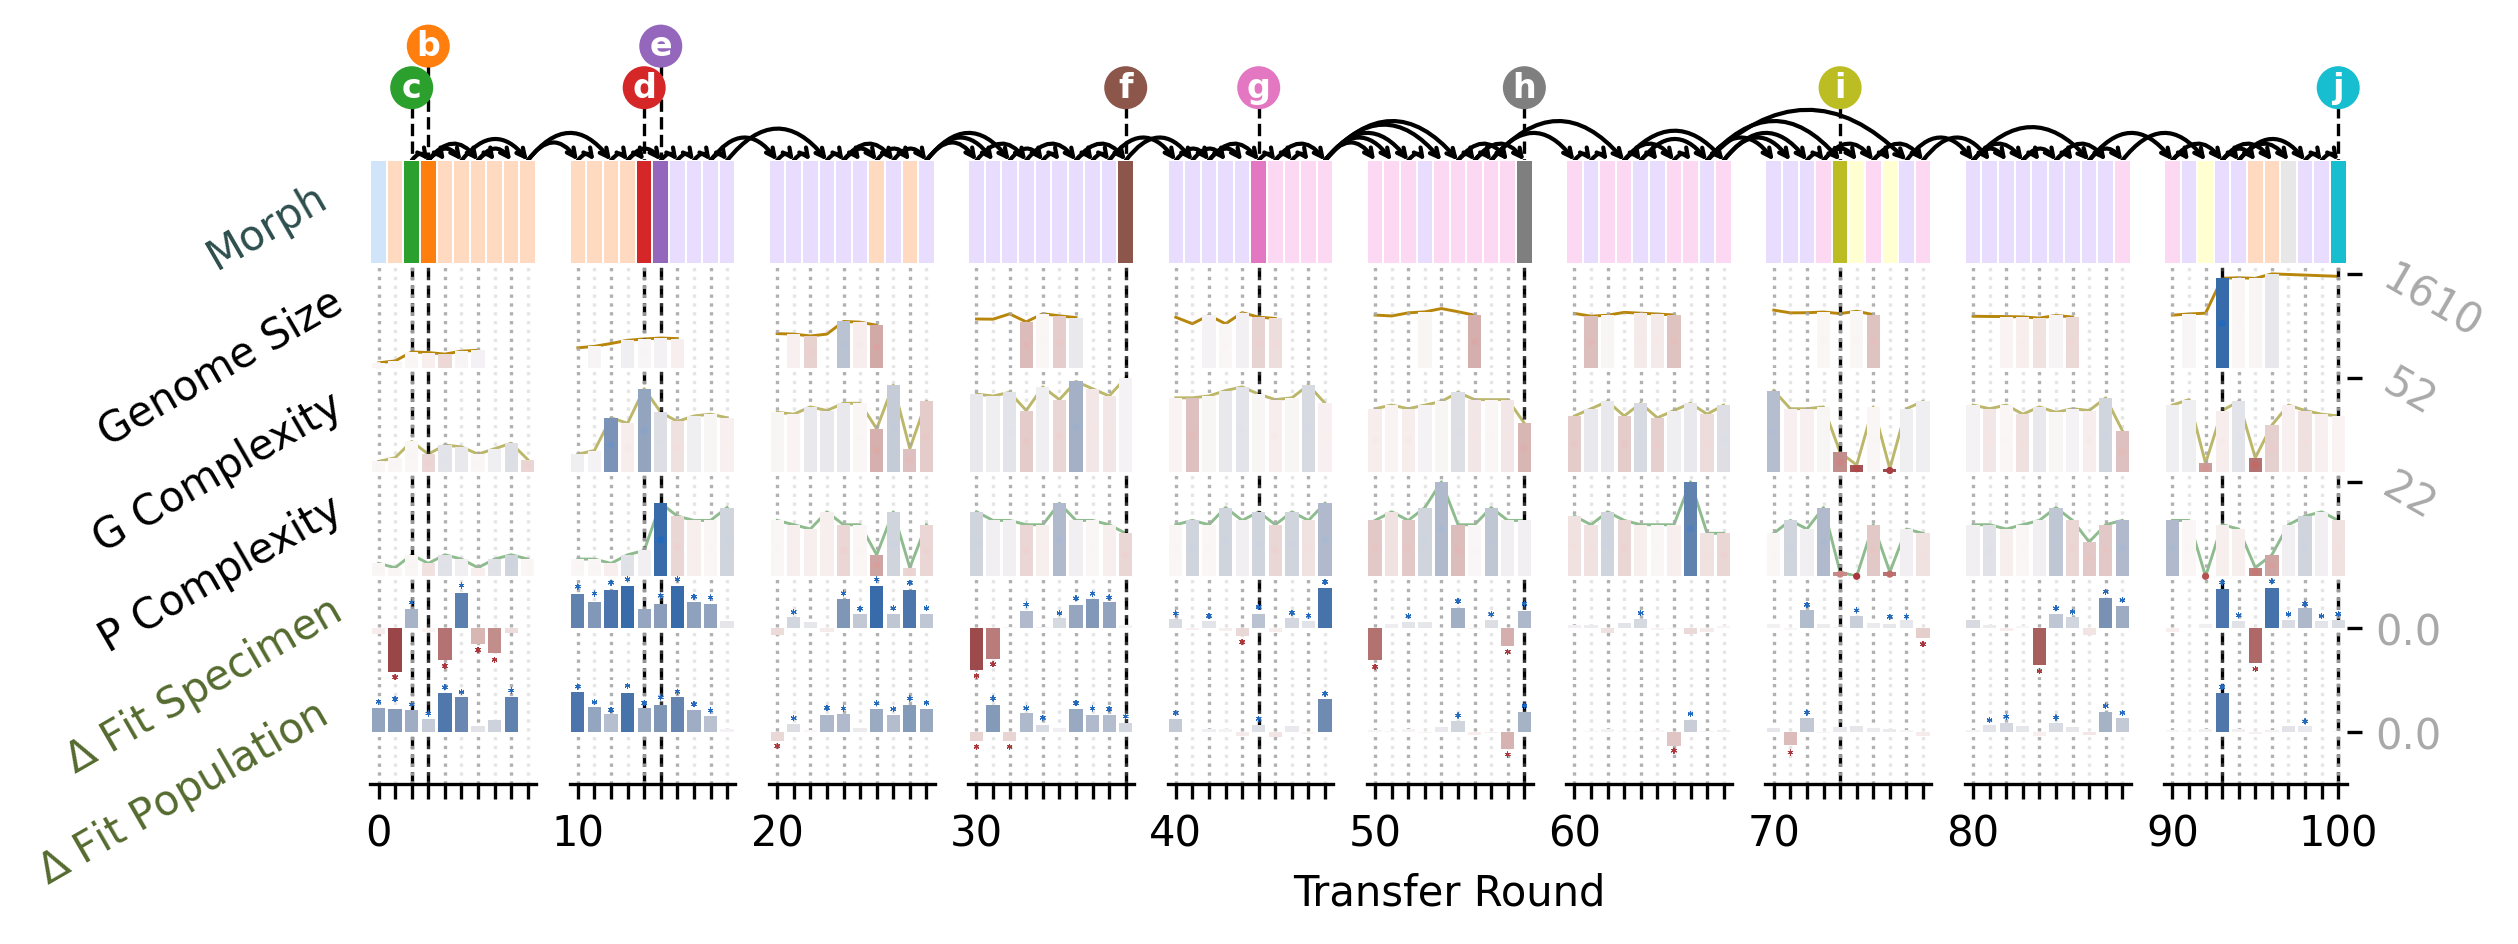 b
e
c
d
f
g
h
i
j
Morph
Genome Size
1610
G Complexity
52
P Complexity
22
Δ Fit Specimen
0.0
Δ Fit Population
0.0
0 10 20 30 40 50 60 70 80 90 100
Transfer Round